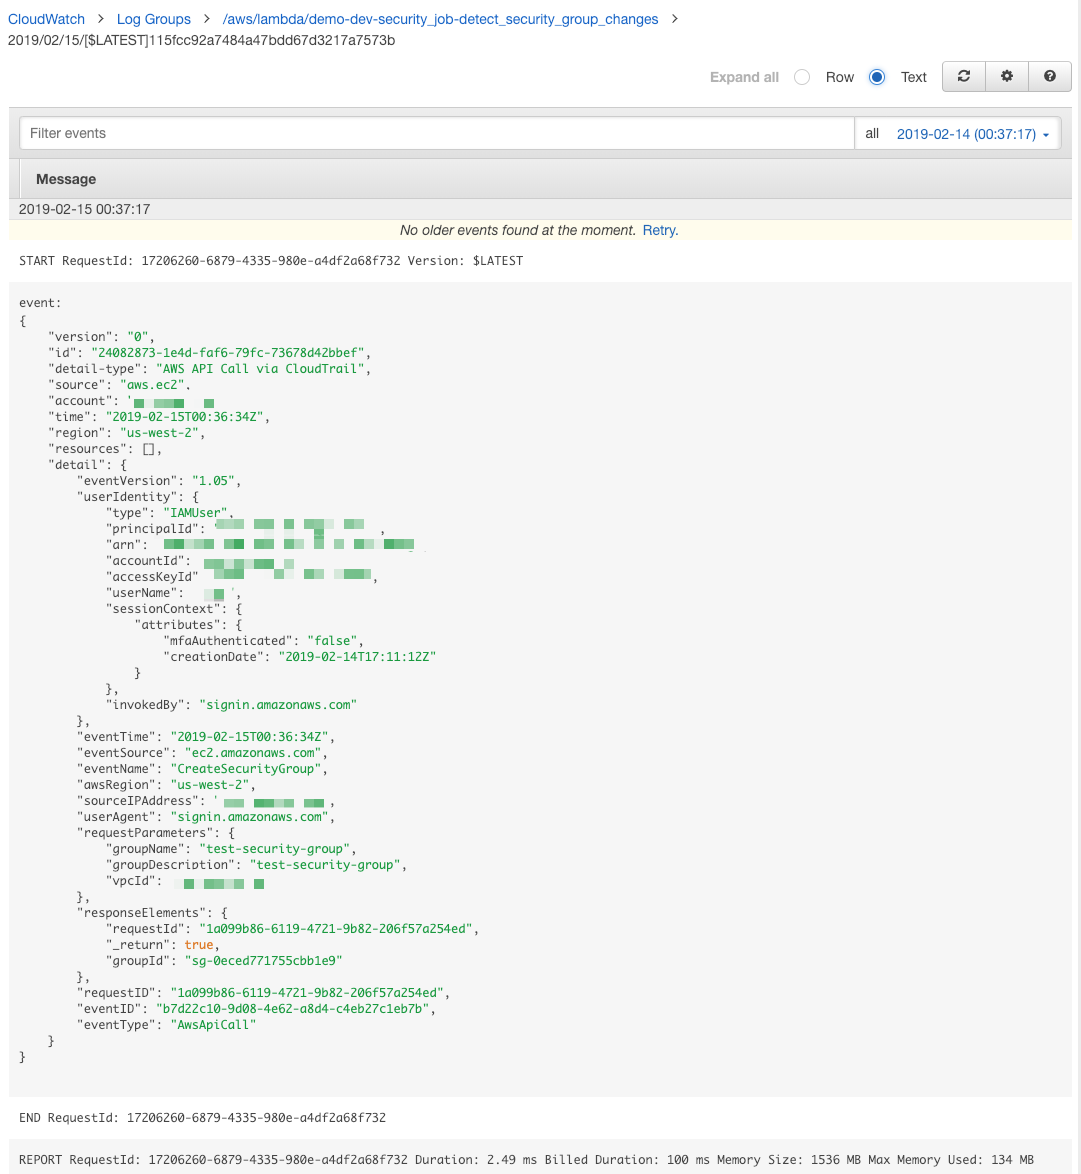 CloudWatch > Log Groups > /aws/lambda/demo-dev-security_job-detect_security_group_changes >
2019/02/15/[$LATEST]115fcc92a7484a47bdd67d3217a7573b
Expand all Row Text
Filter events all 2019-02-14 (00:37:17)
Message
2019-02-15 00:37:17
No older events found at the moment. Retry.
START RequestId: 17206260-6879-4335-980e-a4df2a68f732 Version: $LATEST
event:
{
    "version": "0",
    "id": "24082873-1e4d-faf6-79fc-73678d42bbef",
    "detail-type": "AWS API Call via CloudTrail",
    "source": "aws.ec2",
    "account": "
    "time": "2019-02-15T00:36:34Z",
    "region": "us-west-2",
    "resources": [],
    "detail": {
        "eventVersion": "1.05",
        "userIdentity": {
            "type": "IAMUser",
            "principalId": "            ,
            "arn":
            "accountId":
            "accessKeyId"            ,
            "userName":      ",
            "sessionContext": {
                "attributes": {
                    "mfaAuthenticated": "false",
                    "creationDate": "2019-02-14T17:11:12Z"
                }
            },
            "invokedBy": "signin.amazonaws.com"
        },
        "eventTime": "2019-02-15T00:36:34Z",
        "eventSource": "ec2.amazonaws.com",
        "eventName": "CreateSecurityGroup",
        "awsRegion": "us-west-2",
        "sourceIPAddress": "            ,
        "userAgent": "signin.amazonaws.com",
        "requestParameters": {
            "groupName": "test-security-group",
            "groupDescription": "test-security-group",
            "vpcId":
        },
        "responseElements": {
            "requestId": "1a099b86-6119-4721-9b82-206f57a254ed",
            "_return": true,
            "groupId": "sg-0eced771755cbb1e9"
        },
        "requestID": "1a099b86-6119-4721-9b82-206f57a254ed",
        "eventID": "b7d22c10-9d08-4e62-a8d4-c4eb27c1eb7b",
        "eventType": "AwsApiCall"
    }
}
END RequestId: 17206260-6879-4335-980e-a4df2a68f732
REPORT RequestId: 17206260-6879-4335-980e-a4df2a68f732 Duration: 2.49 ms Billed Duration: 100 ms Memory Size: 1536 MB Max Memory Used: 134 MB